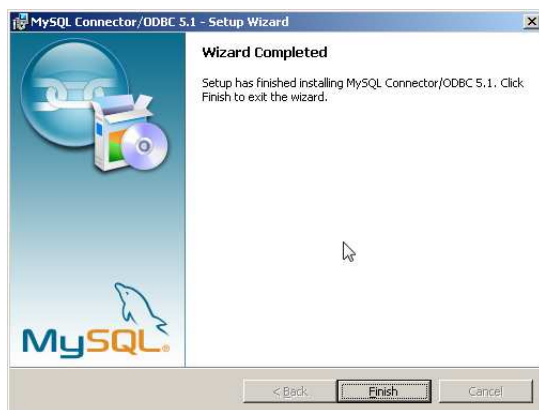 MySQL Connector/ODBC 5.1 - Setup Wizard
Wizard Completed
Setup has finished installing MySQL Connector/ODBC 5.1. Click
Finish to exit the wizard.
MySQL®
< Back
Finish
Cancel